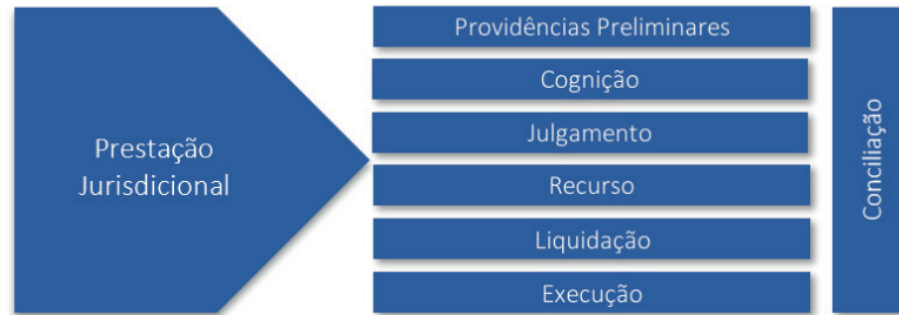 Prestação
Jurisdicional
Providências Preliminares
Cognição
Julgamento
Recurso
Liquidação
Execução
Conciliação